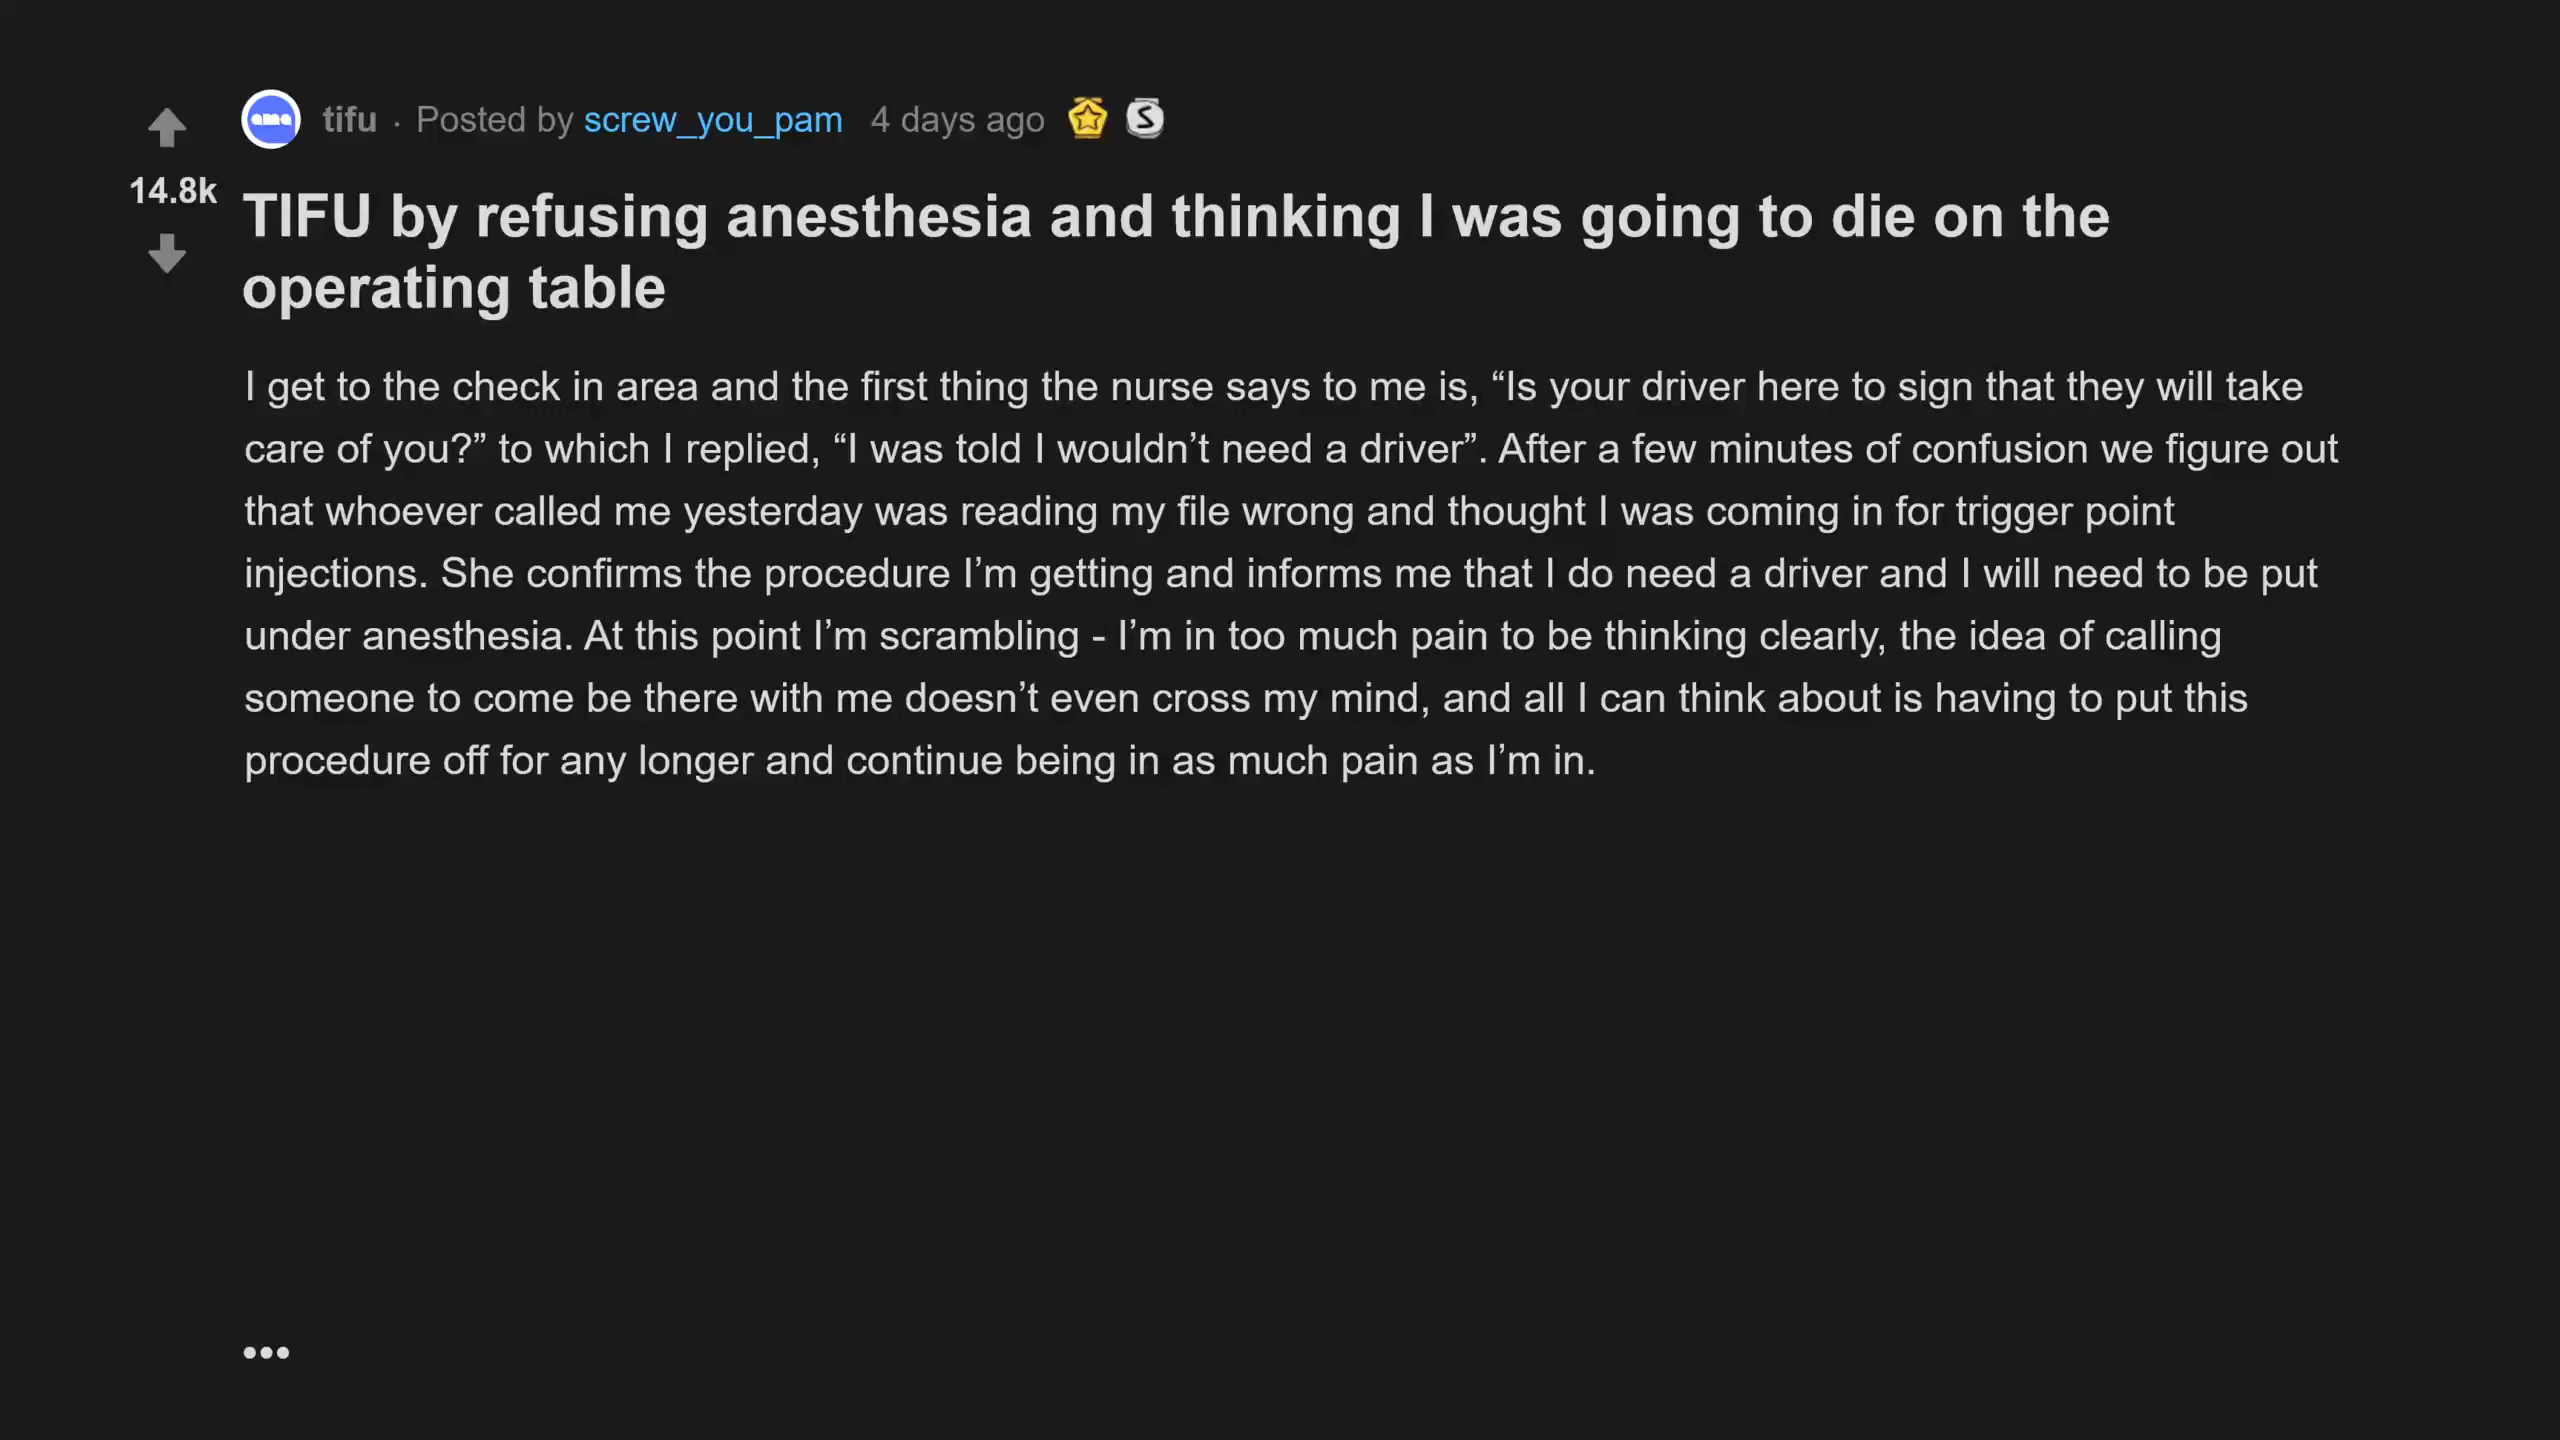 tifu · Posted by screw_you_pam 4 days ago
14.8k
TIFU by refusing anesthesia and thinking I was going to die on the
operating table
I get to the check in area and the first thing the nurse says to me is, “Is your driver here to sign that they will take
care of you?” to which I replied, “I was told I wouldn’t need a driver”. After a few minutes of confusion we figure out
that whoever called me yesterday was reading my file wrong and thought I was coming in for trigger point
injections. She confirms the procedure I’m getting and informs me that I do need a driver and I will need to be put
under anesthesia. At this point I’m scrambling - I’m in too much pain to be thinking clearly, the idea of calling
someone to come be there with me doesn’t even cross my mind, and all I can think about is having to put this
procedure off for any longer and continue being in as much pain as I’m in.
•••